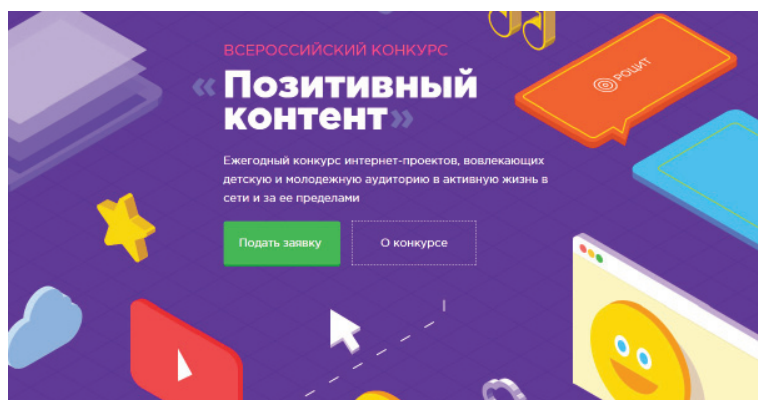 ВСЕРОССИЙСКИЙ КОНКУРС
«Позитивный
контент»
Ежегодный конкурс интернет-проектов, вовлекающих
детскую и молодежную аудиторию в активную жизнь в
сети и за ее пределами
Подать заявку
О конкурсе
РОЦИТ